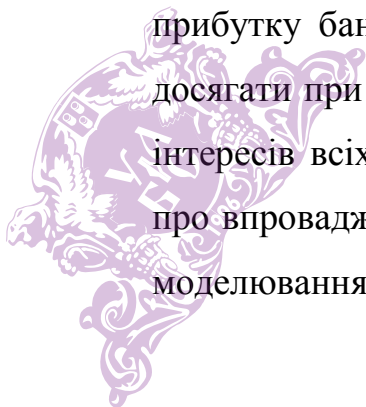 прибутку бан
досягати при
інтересів всіх
про впровадж
моделювання